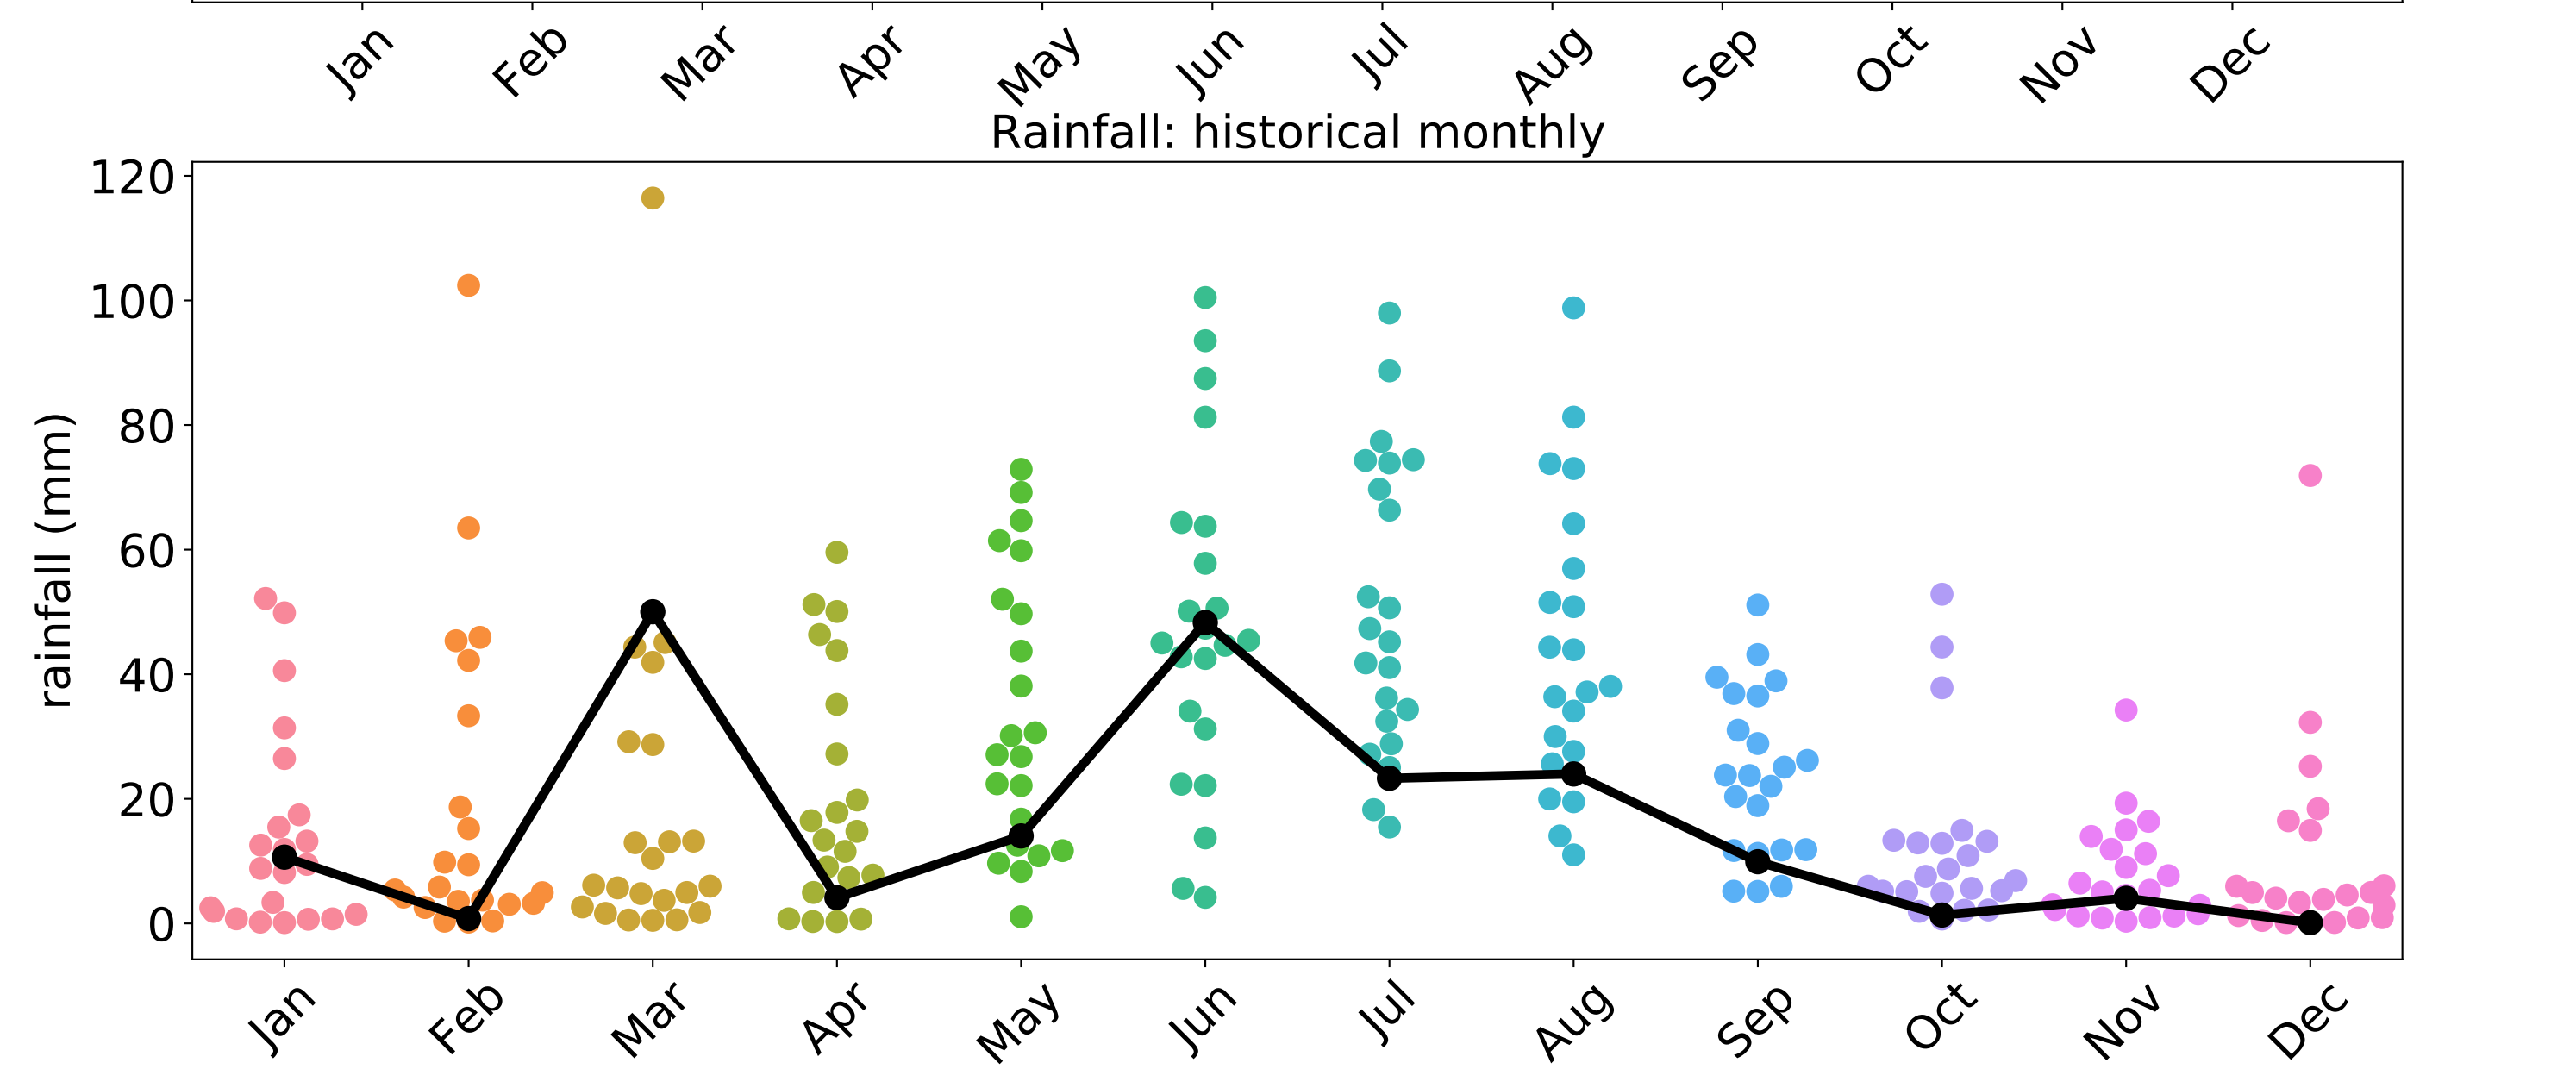 Jan Feb Mar Apr May Jun Jul Aug Sep Oct Nov Dec
Rainfall: historical monthly
120
100
80
60
40
20
0
rainfall (mm)
Jan Feb Mar Apr May Jun Jul Aug Sep Oct Nov Dec